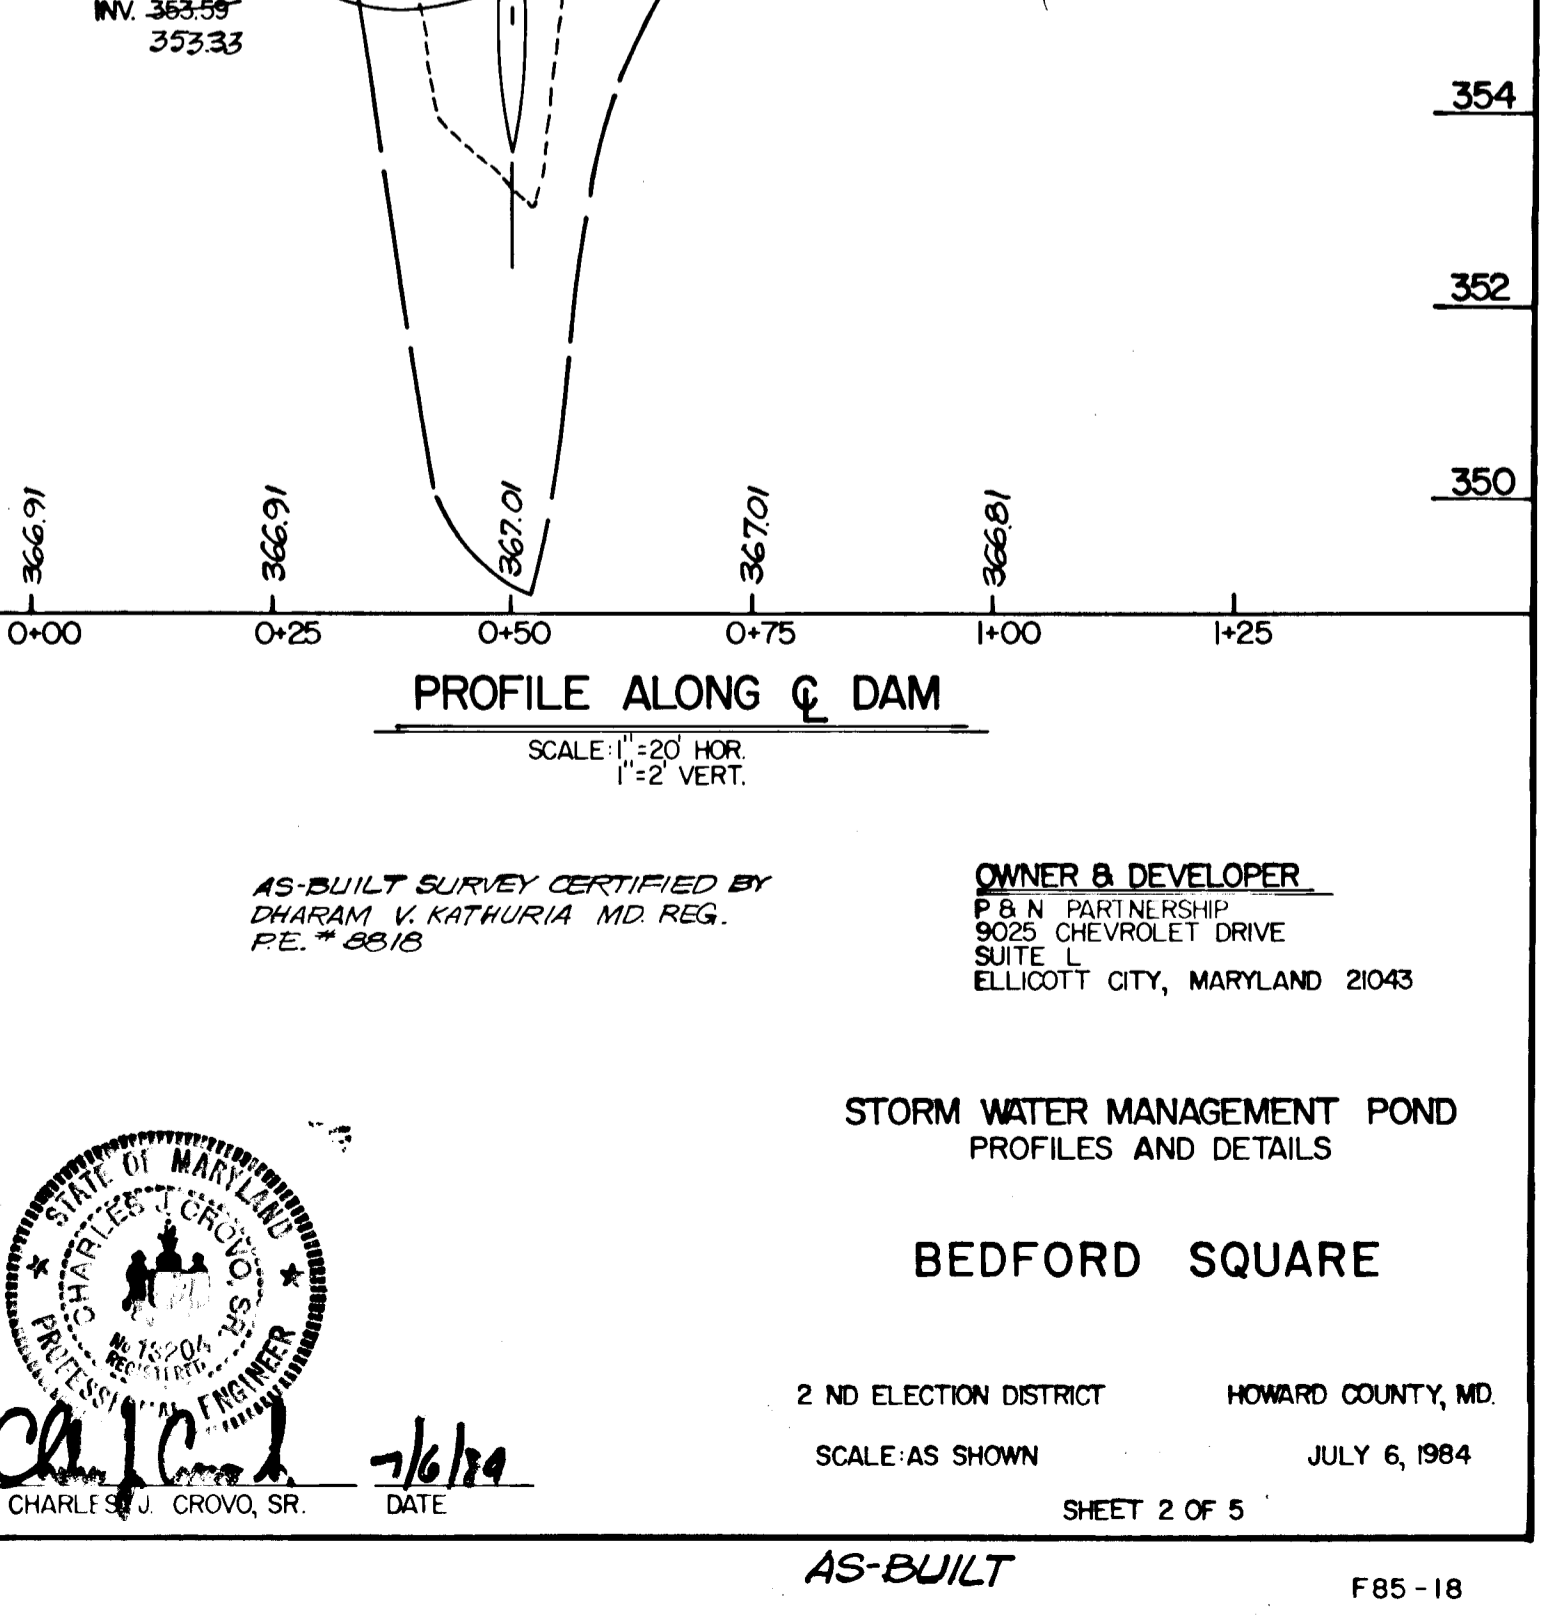 INV. 353.59
353.33
354
352
350
366.91
366.91
367.01
367.01
366.81
0+00 0+25 0+50 0+75 1+00 1+25
PROFILE ALONG ℄ DAM
SCALE: 1"=20' HOR.
1"=2' VERT.
AS-BUILT SURVEY CERTIFIED BY
DHARAM V. KATHURIA MD. REG.
P.E. # 8818
OWNER & DEVELOPER
P & N PARTNERSHIP
9025 CHEVROLET DRIVE
SUITE L
ELLICOTT CITY, MARYLAND 21043
STORM WATER MANAGEMENT POND
PROFILES AND DETAILS
BEDFORD SQUARE
2 ND ELECTION DISTRICT HOWARD COUNTY, MD.
SCALE: AS SHOWN JULY 6, 1984
SHEET 2 OF 5
STATE OF MARYLAND
CHARLES J. CROVO, SR.
No 13204
REGISTERED
PROFESSIONAL ENGINEER
7/6/84
CHARLES J. CROVO, SR. DATE
AS-BUILT
F85-18